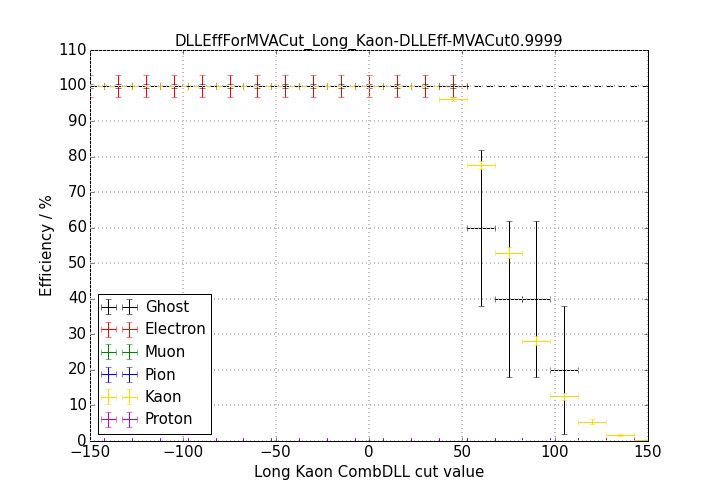 DLLEffForMVACut_Long_Kaon-DLLEff-MVACut0.9999
110
100
90
80
70
60
50
40
30
20
10
0
Efficiency / %
Ghost
Electron
Muon
Pion
Kaon
Proton
−150 −100 −50 0 50 100 150
Long Kaon CombDLL cut value